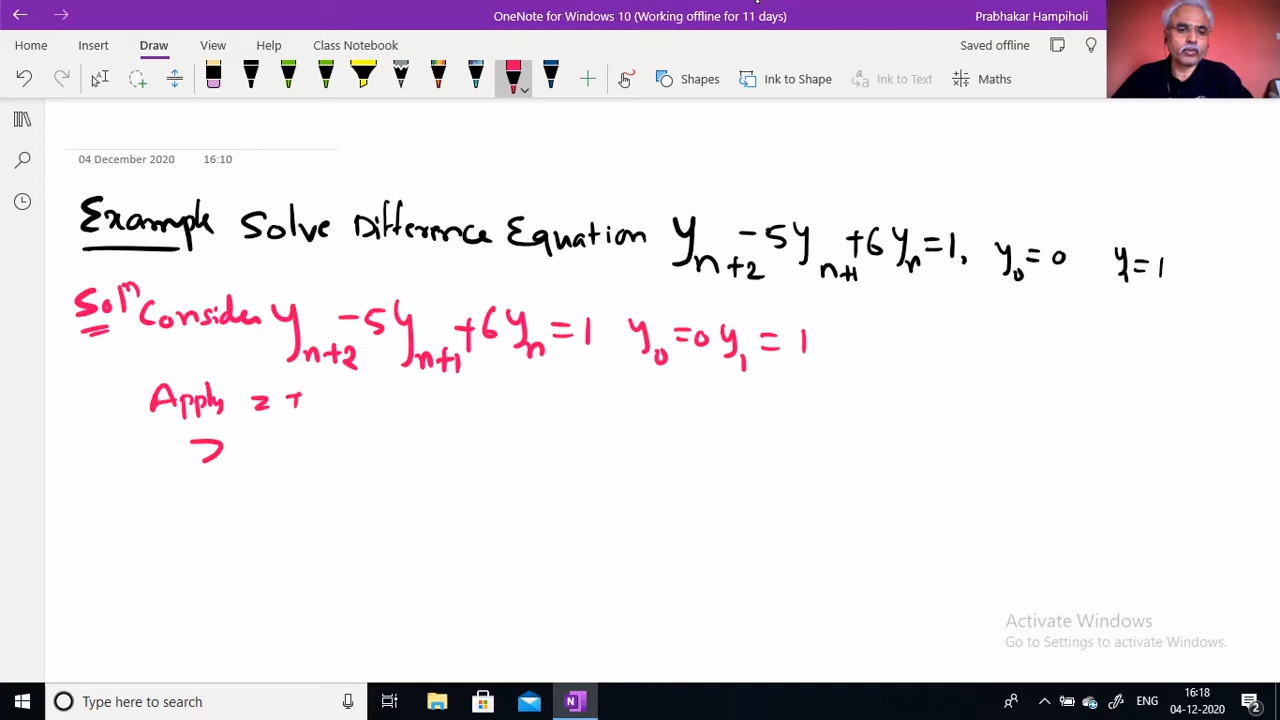 OneNote for Windows 10 (Working offline for 11 days)
Prabhakar Hampiholi
Home Insert Draw View Help Class Notebook
Saved offline
Shapes Ink to Shape Ink to Text Maths
04 December 2020 16:10
Example Solve Difference Equation y_{n+2} - 5y_{n+1} + 6y_n = 1, y_0 = 0 y_1 = 1
Sol^n Consider y_{n+2} - 5y_{n+1} + 6y_n = 1 y_0 = 0 y_1 = 1
Apply z T
Activate Windows
Go to Settings to activate Windows.
Type here to search
N
ENG
16:18
04-12-2020
2